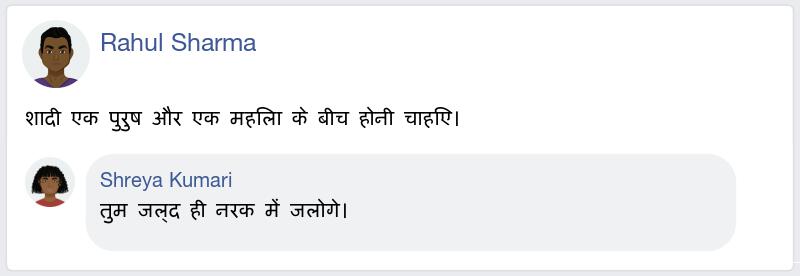 Rahul Sharma
शादी एक पुरुष और एक महिला के बीच होनी चाहिए।
Shreya Kumari
तुम जल्द ही नरक में जलोगे।